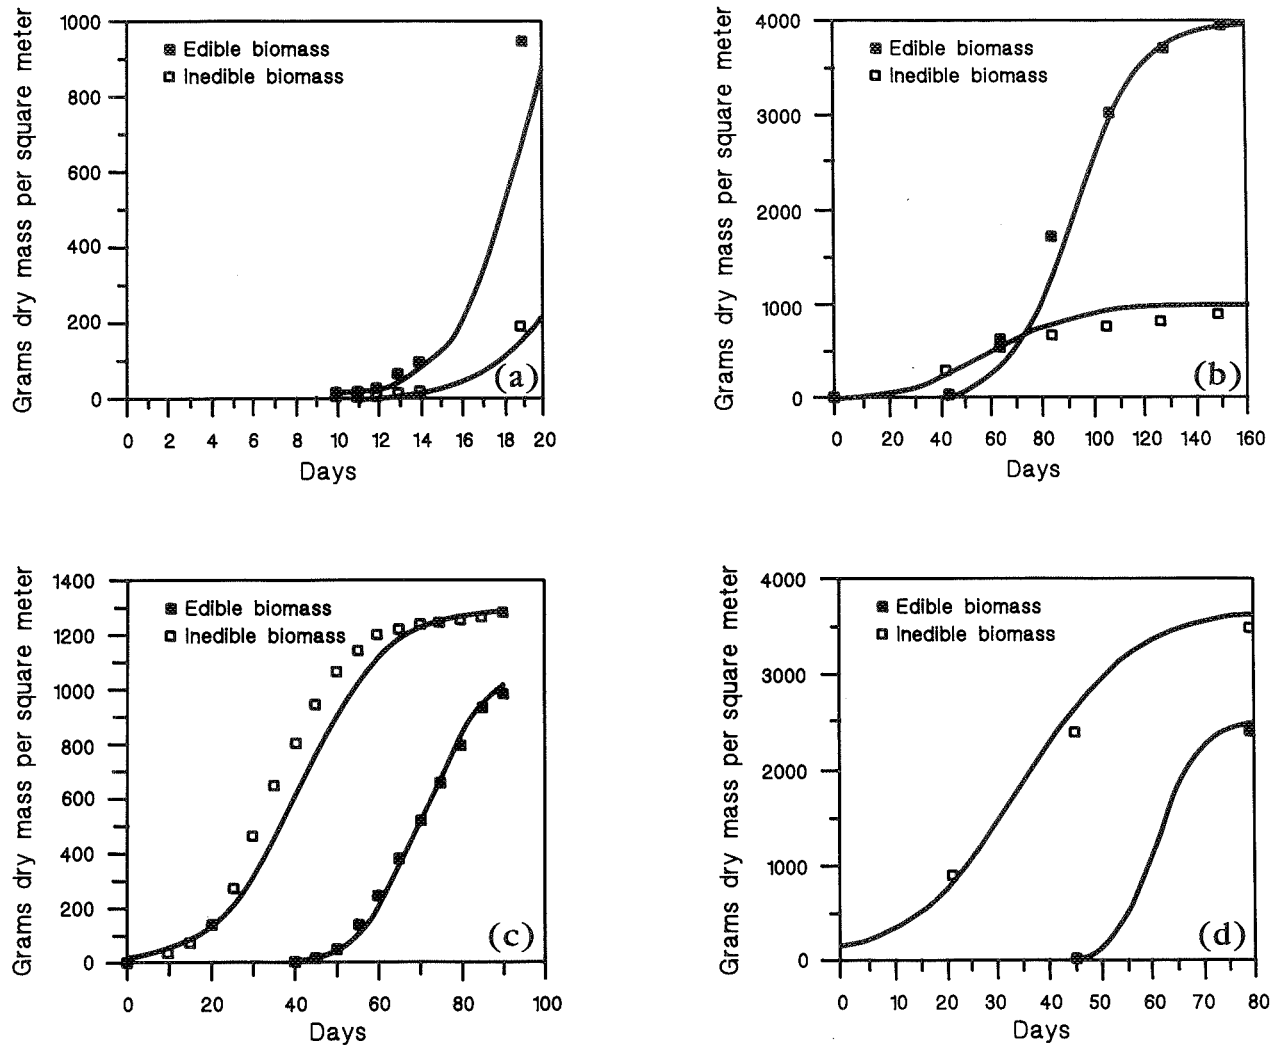 Grams dry mass per square meter
1000
800
600
400
200
0
Edible biomass
Inedible biomass
(a)
0 2 4 6 8 10 12 14 16 18 20
Days
Grams dry mass per square meter
4000
3000
2000
1000
0
Edible biomass
Inedible biomass
(b)
0 20 40 60 80 100 120 140 160
Days
Grams dry mass per square meter
1400
1200
1000
800
600
400
200
0
Edible biomass
Inedible biomass
(c)
0 20 40 60 80 100
Days
Grams dry mass per square meter
4000
3000
2000
1000
0
Edible biomass
Inedible biomass
(d)
0 10 20 30 40 50 60 70 80
Days